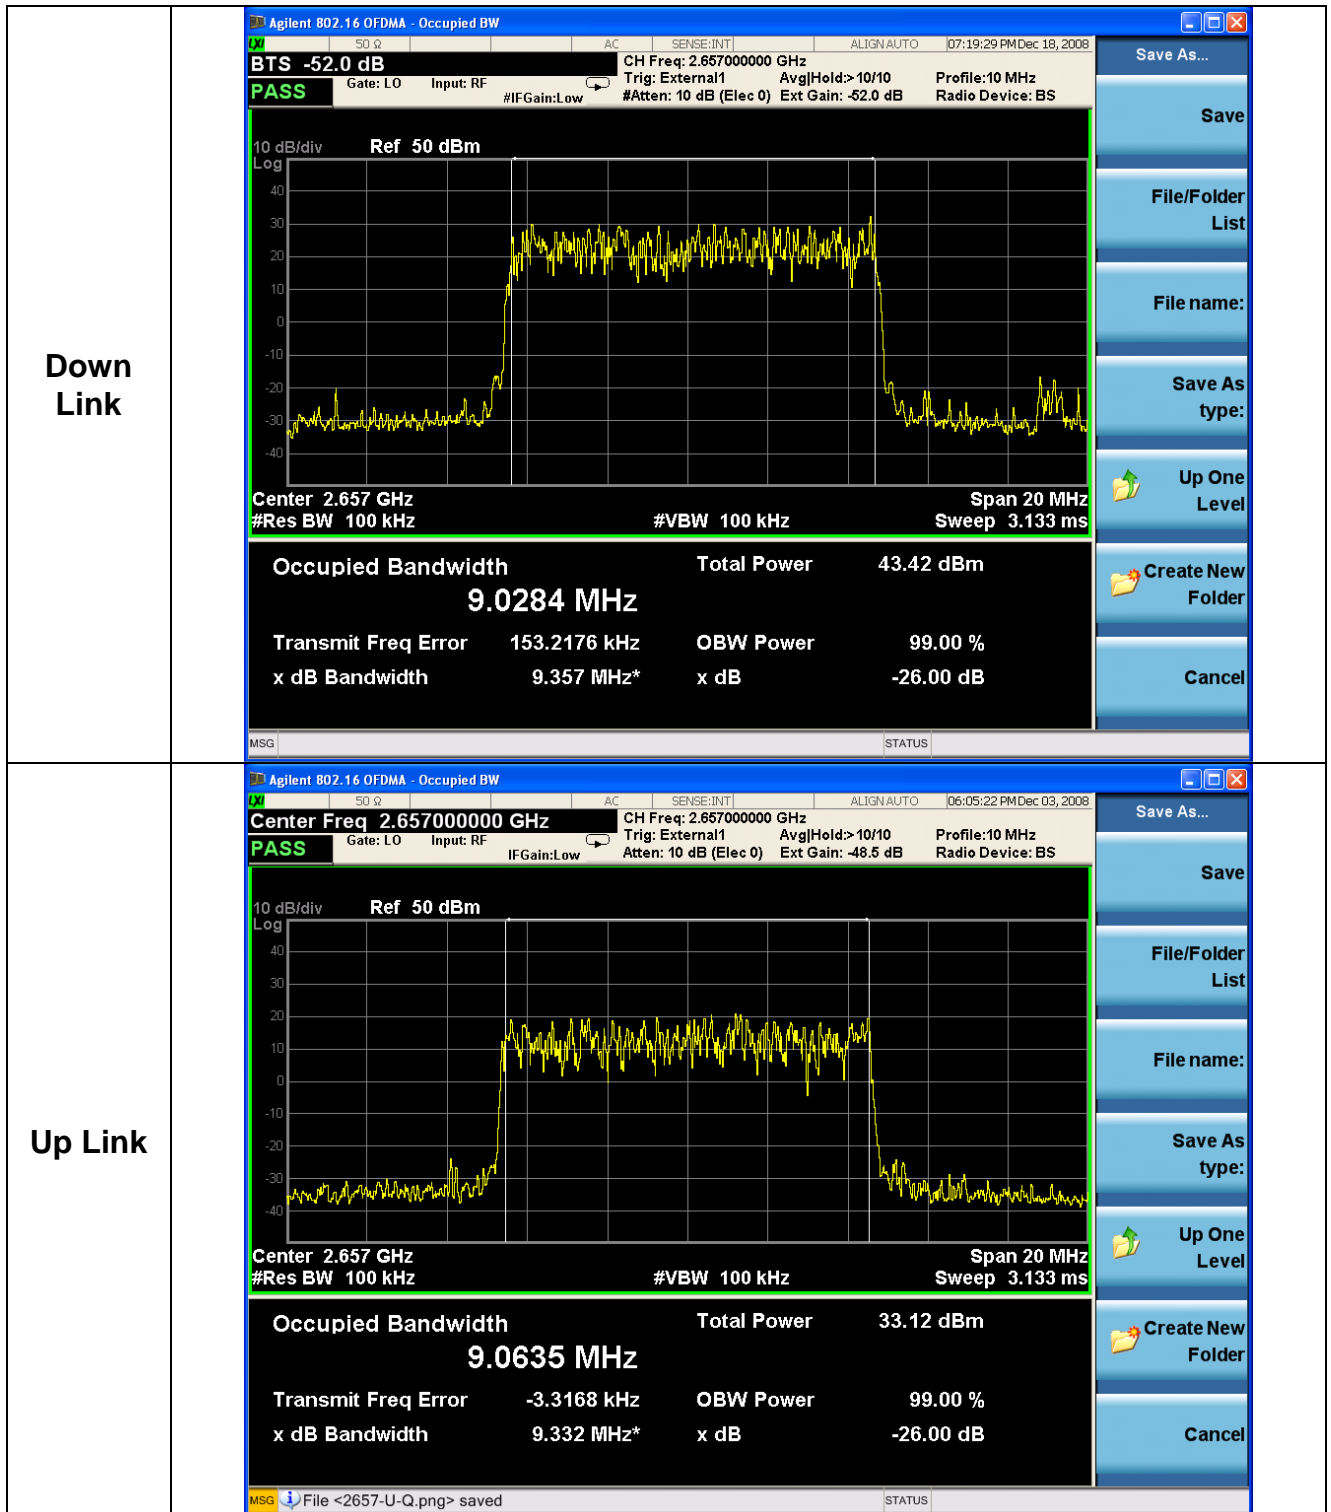 Down
Link
Agilent 802.16 OFDMA - Occupied BW
LXI 50 Ω AC SENSE:INT ALIGN AUTO 07:19:29 PM Dec 18, 2008
BTS -52.0 dB
CH Freq: 2.657000000 GHz
PASS Gate: LO Input: RF Trig: External1 Avg|Hold:>10/10 Profile:10 MHz
#IFGain:Low #Atten: 10 dB (Elec 0) Ext Gain: -52.0 dB Radio Device: BS
10 dB/div Ref 50 dBm
Log
40
30
20
10
0
-10
-20
-30
-40
Center 2.657 GHz Span 20 MHz
#Res BW 100 kHz #VBW 100 kHz Sweep 3.133 ms
Occupied Bandwidth Total Power 43.42 dBm
9.0284 MHz
Transmit Freq Error 153.2176 kHz OBW Power 99.00 %
x dB Bandwidth 9.357 MHz* x dB -26.00 dB
MSG STATUS
Save As...
Save
File/Folder
List
File name:
Save As
type:
Up One
Level
Create New
Folder
Cancel
Up Link
Agilent 802.16 OFDMA - Occupied BW
LXI 50 Ω AC SENSE:INT ALIGN AUTO 06:05:22 PM Dec 03, 2008
Center Freq 2.657000000 GHz
CH Freq: 2.657000000 GHz
PASS Gate: LO Input: RF Trig: External1 Avg|Hold:>10/10 Profile:10 MHz
IFGain:Low Atten: 10 dB (Elec 0) Ext Gain: -48.5 dB Radio Device: BS
10 dB/div Ref 50 dBm
Log
40
30
20
10
0
-10
-20
-30
-40
Center 2.657 GHz Span 20 MHz
#Res BW 100 kHz #VBW 100 kHz Sweep 3.133 ms
Occupied Bandwidth Total Power 33.12 dBm
9.0635 MHz
Transmit Freq Error -3.3168 kHz OBW Power 99.00 %
x dB Bandwidth 9.332 MHz* x dB -26.00 dB
MSG File <2657-U-Q.png> saved STATUS
Save As...
Save
File/Folder
List
File name:
Save As
type:
Up One
Level
Create New
Folder
Cancel